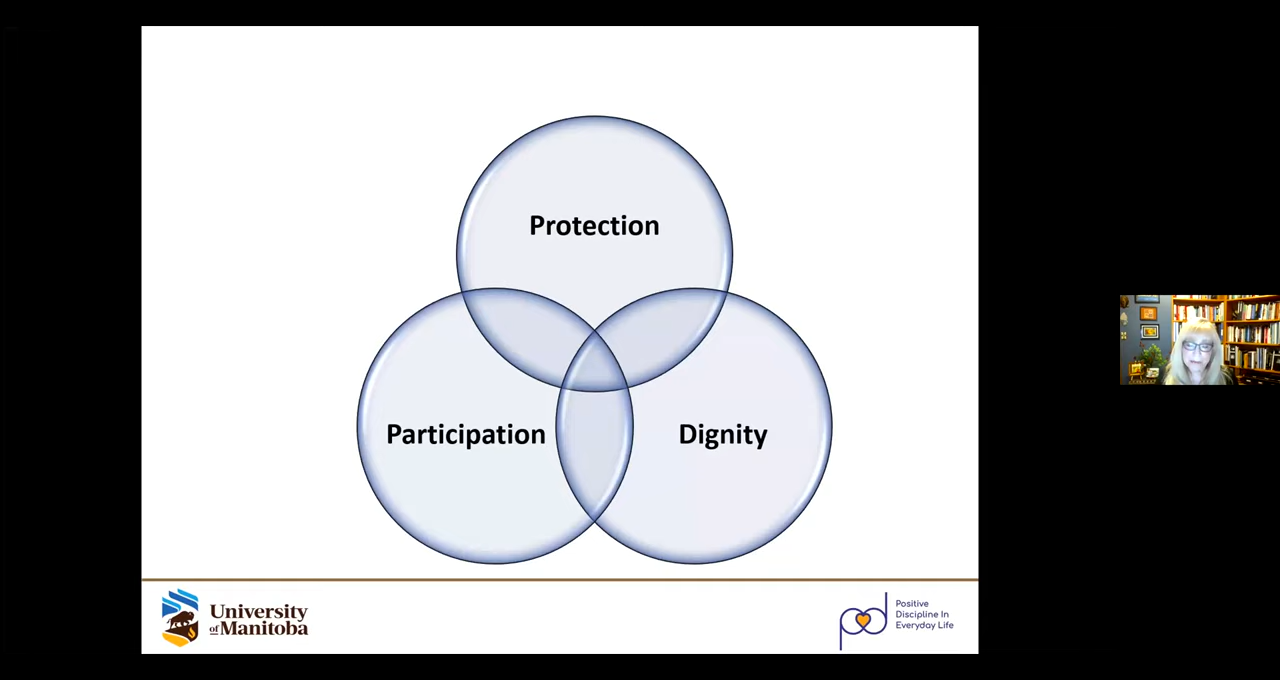 Protection
Participation
Dignity
University
of Manitoba
Positive
Discipline In
Everyday Life